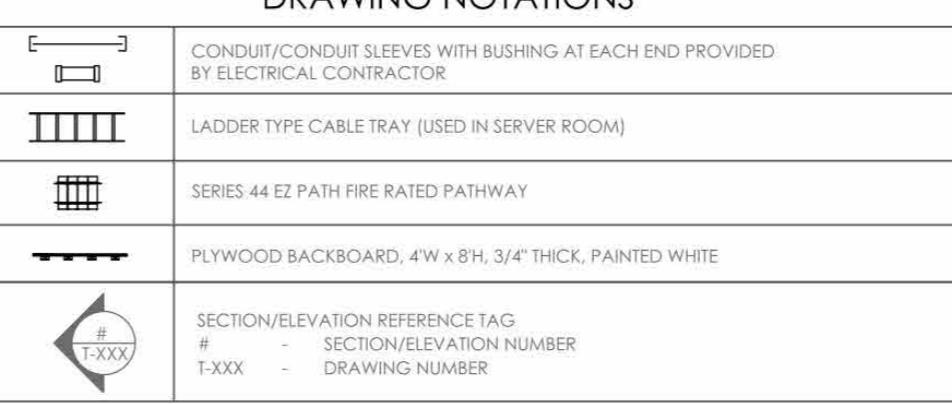 DRAWING NOTATIONS
CONDUIT/CONDUIT SLEEVES WITH BUSHING AT EACH END PROVIDED
BY ELECTRICAL CONTRACTOR
LADDER TYPE CABLE TRAY (USED IN SERVER ROOM)
SERIES 44 EZ PATH FIRE RATED PATHWAY
PLYWOOD BACKBOARD, 4'W x 8'H, 3/4" THICK, PAINTED WHITE
#
T-XXX
SECTION/ELEVATION REFERENCE TAG
# - SECTION/ELEVATION NUMBER
T-XXX - DRAWING NUMBER